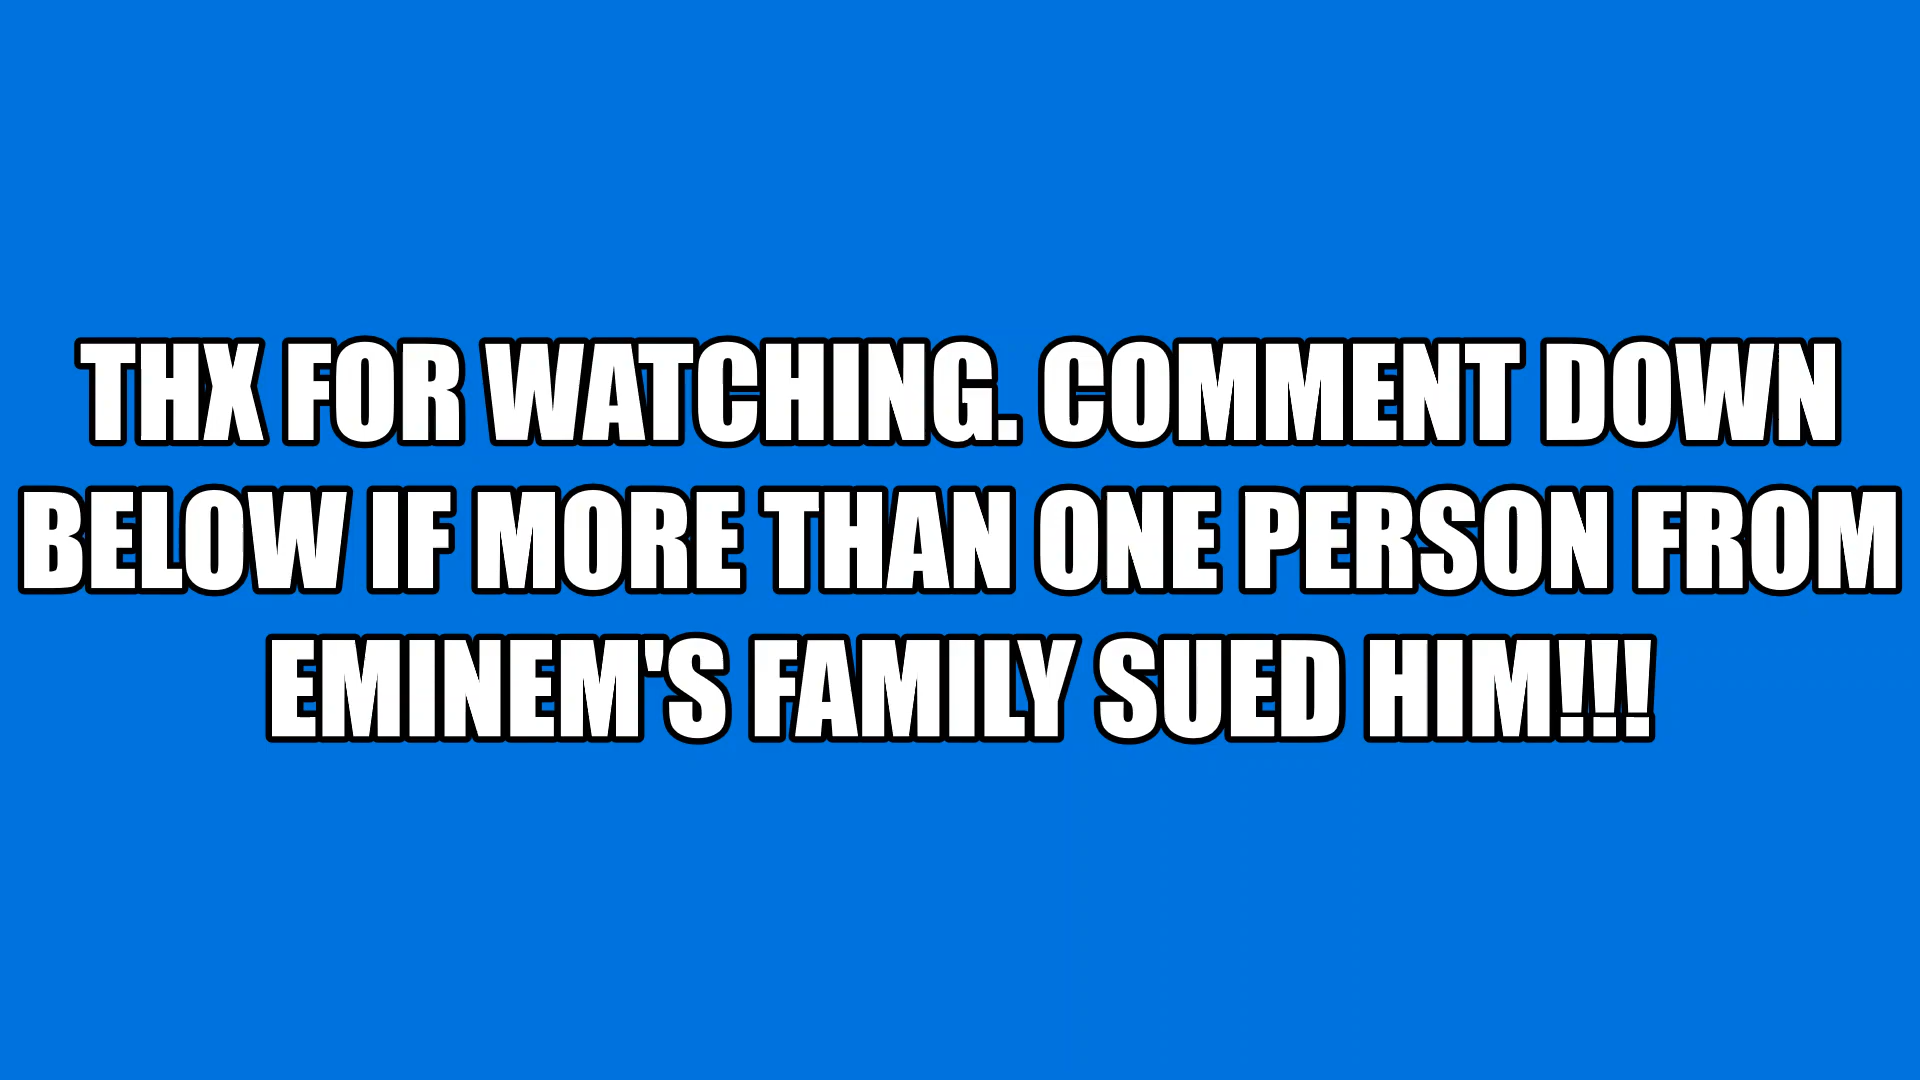 THX FOR WATCHING. COMMENT DOWN
BELOW IF MORE THAN ONE PERSON FROM
EMINEM'S FAMILY SUED HIM!!!